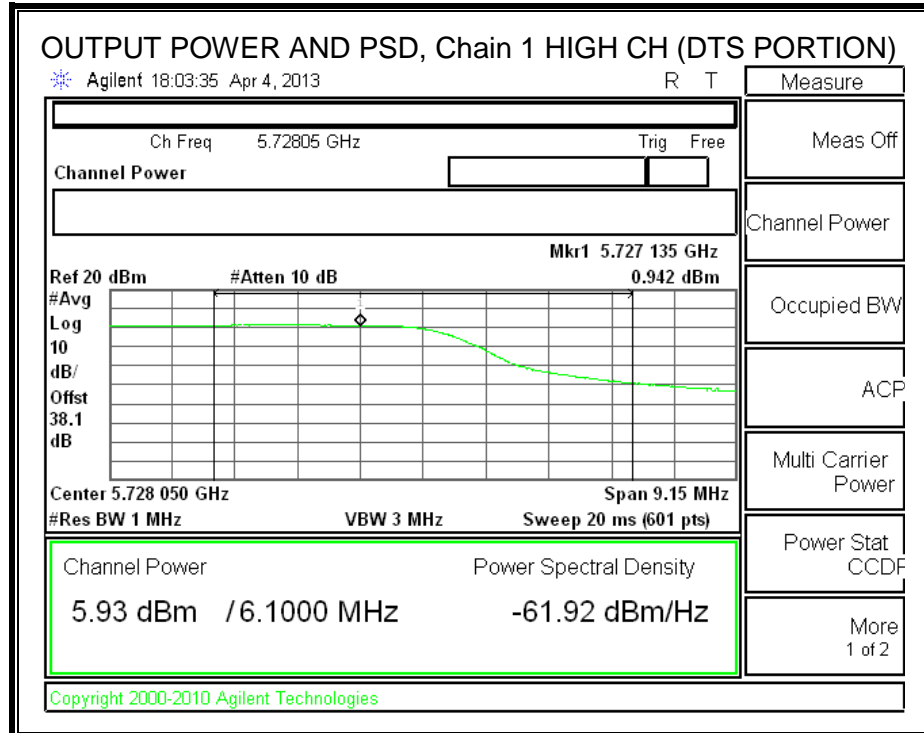 OUTPUT POWER AND PSD, Chain 1 HIGH CH (DTS PORTION)
Agilent 18:03:35 Apr 4, 2013 R T
Measure
Ch Freq 5.72805 GHz Trig Free
Channel Power
Mkr1 5.727 135 GHz
Ref 20 dBm #Atten 10 dB 0.942 dBm
#Avg
Log
10
dB/
Offst
38.1
dB
1
Center 5.728 050 GHz Span 9.15 MHz
#Res BW 1 MHz VBW 3 MHz Sweep 20 ms (601 pts)
Channel Power Power Spectral Density
5.93 dBm /6.1000 MHz -61.92 dBm/Hz
Meas Off
Channel Power
Occupied BW
ACP
Multi Carrier
Power
Power Stat
CCDF
More
1 of 2
Copyright 2000-2010 Agilent Technologies